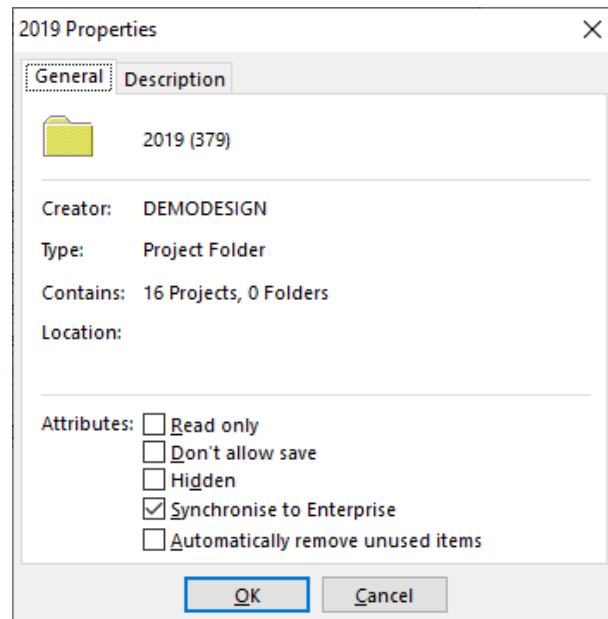 2019 Properties
General Description
2019 (379)
Creator: DEMODESIGN
Type: Project Folder
Contains: 16 Projects, 0 Folders
Location:
Attributes: Read only
Don't allow save
Hidden
Synchronise to Enterprise
Automatically remove unused items
OK Cancel